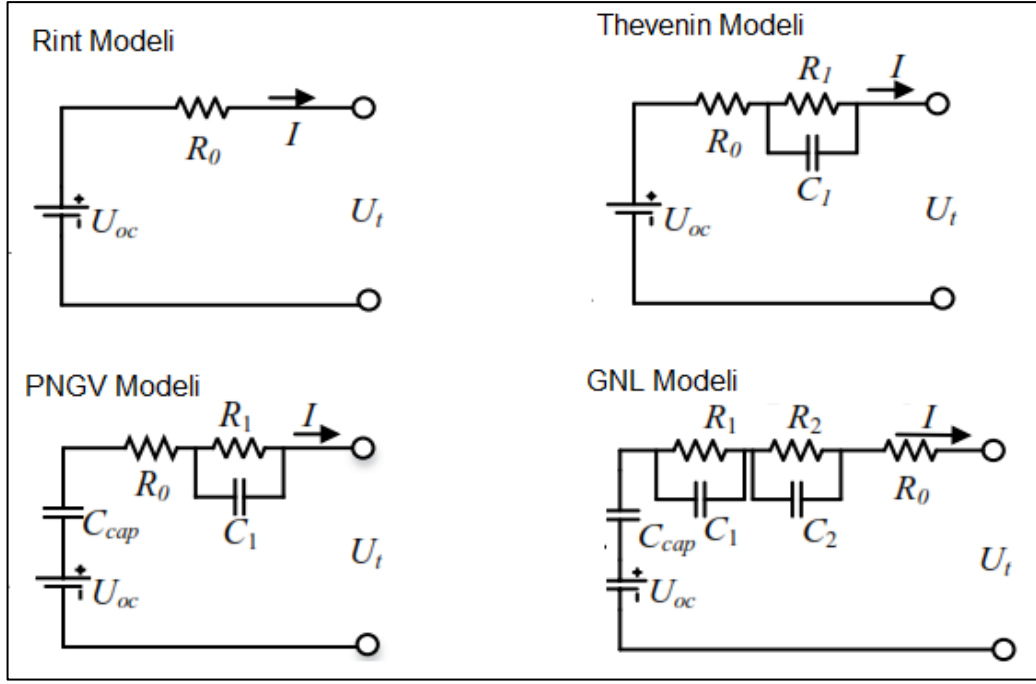 Rint Modeli
R0
I
+
Uoc
Ut
Thevenin Modeli
R1
I
R0
C1
+
Uoc
Ut
PNGV Modeli
R1
I
R0
C1
Ccap
Ut
+
Uoc
GNL Modeli
R1
R2
I
R0
C1
C2
Ccap
Ut
+
Uoc